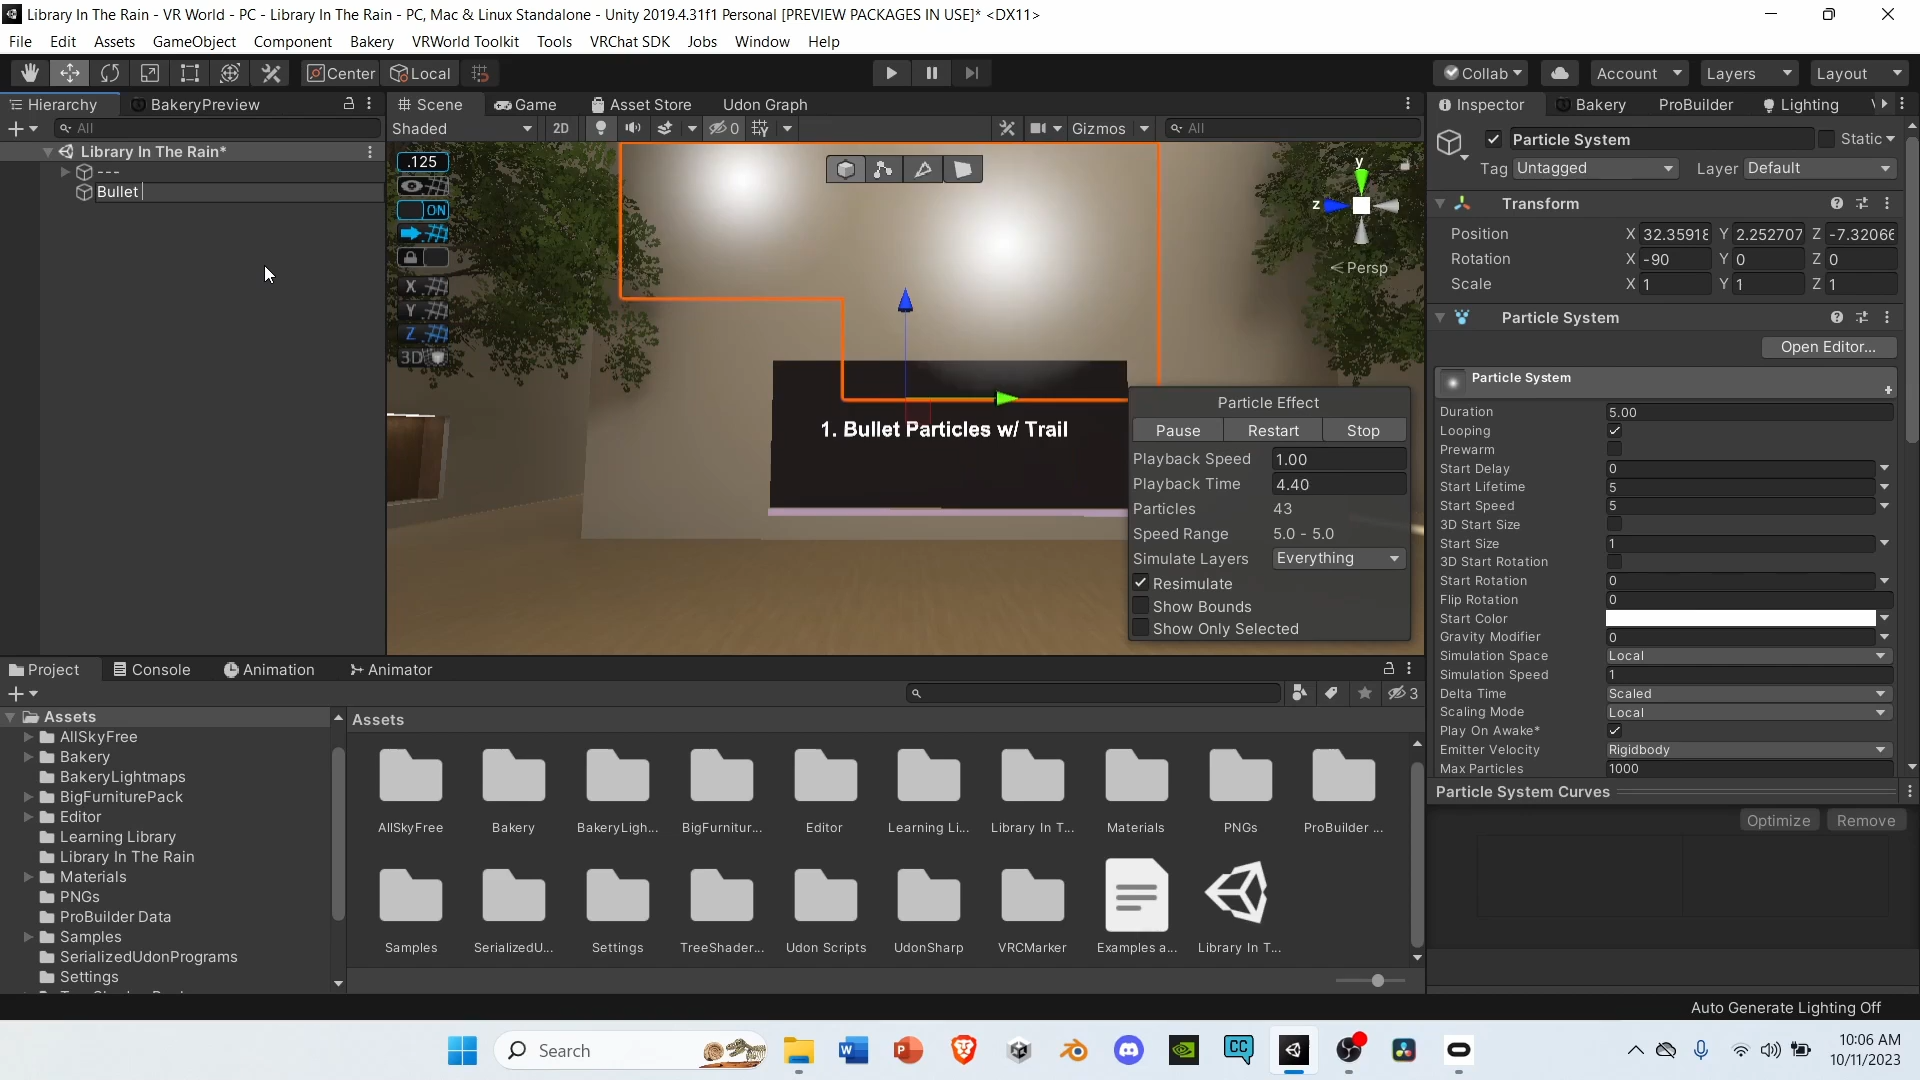 Library In The Rain - VR World - PC - Library In The Rain - PC, Mac & Linux Standalone - Unity 2019.4.31f1 Personal [PREVIEW PACKAGES IN USE]* <DX11>
File Edit Assets GameObject Component Bakery VRWorld Toolkit Tools VRChat SDK Jobs Window Help
Center Local Collab Account Layers Layout
Hierarchy BakeryPreview Scene Game Asset Store Udon Graph Inspector Bakery ProBuilder Lighting
All Shaded 2D 0 Gizmos All
Library In The Rain*
---
Bullet
.125
ON
X
Y
Z
3D
y
z
Persp
1. Bullet Particles w/ Trail
Particle Effect
Pause Restart Stop
Playback Speed 1.00
Playback Time 4.40
Particles 43
Speed Range 5.0 - 5.0
Simulate Layers Everything
Resimulate
Show Bounds
Show Only Selected
Particle System Static
Tag Untagged Layer Default
Transform
Position X 32.35918 Y 2.252707 Z -7.32066
Rotation X -90 Y 0 Z 0
Scale X 1 Y 1 Z 1
Particle System
Open Editor...
Particle System
Duration 5.00
Looping
Prewarm
Start Delay 0
Start Lifetime 5
Start Speed 5
3D Start Size
Start Size 1
3D Start Rotation
Start Rotation 0
Flip Rotation 0
Start Color
Gravity Modifier 0
Simulation Space Local
Simulation Speed 1
Delta Time Scaled
Scaling Mode Local
Play On Awake*
Emitter Velocity Rigidbody
Max Particles 1000
Particle System Curves
Optimize Remove
Project Console Animation Animator
3
Assets
AllSkyFree
Bakery
BakeryLightmaps
BigFurniturePack
Editor
Learning Library
Library In The Rain
Materials
PNGs
ProBuilder Data
Samples
SerializedUdonPrograms
Settings
Assets
AllSkyFree Bakery BakeryLigh... BigFurnitur... Editor Learning Li... Library In T... Materials PNGs ProBuilder ...
Samples SerializedU... Settings TreeShader... Udon Scripts UdonSharp VRCMarker Examples a... Library In T...
Auto Generate Lighting Off
Search
CC
10:06 AM
10/11/2023